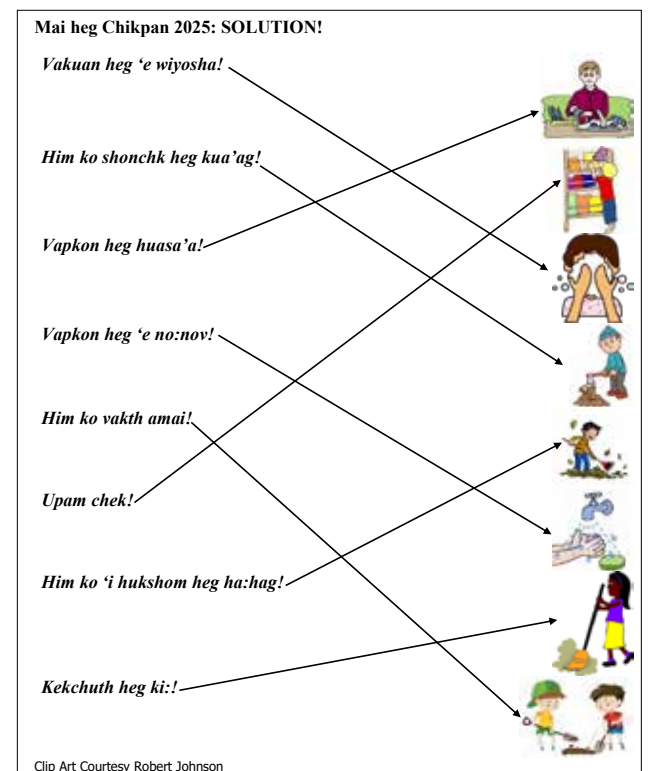 Mai heg Chikpan 2025: SOLUTION!
Vakuan heg ‘e wiyosha!
Him ko shonchk heg kua’ag!
Vapkon heg huasa’a!
Vapkon heg ‘e no:nov!
Him ko vakth amai!
Upam chek!
Him ko ‘i hukshom heg ha:hag!
Kekchuth heg ki:!
Clip Art Courtesy Robert Johnson